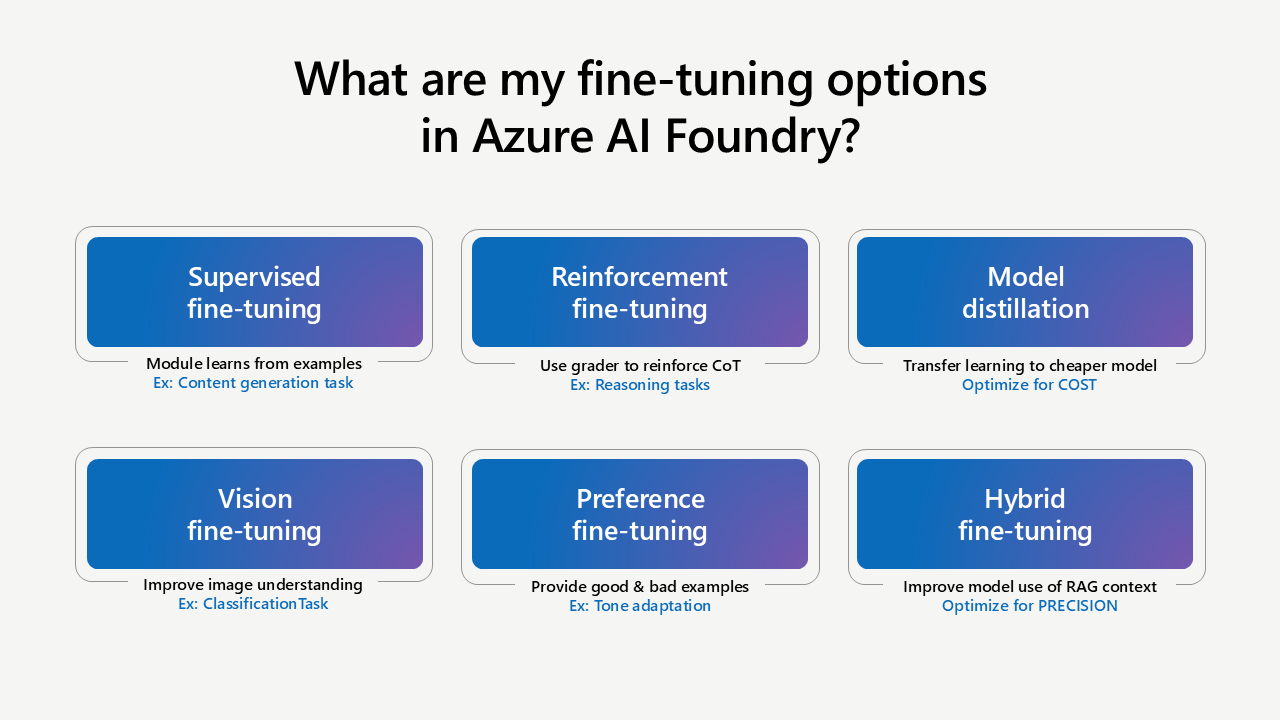 What are my fine-tuning options
in Azure AI Foundry?
Supervised
fine-tuning
Module learns from examples
Ex: Content generation task
Reinforcement
fine-tuning
Use grader to reinforce CoT
Ex: Reasoning tasks
Model
distillation
Transfer learning to cheaper model
Optimize for COST
Vision
fine-tuning
Improve image understanding
Ex: ClassificationTask
Preference
fine-tuning
Provide good & bad examples
Ex: Tone adaptation
Hybrid
fine-tuning
Improve model use of RAG context
Optimize for PRECISION